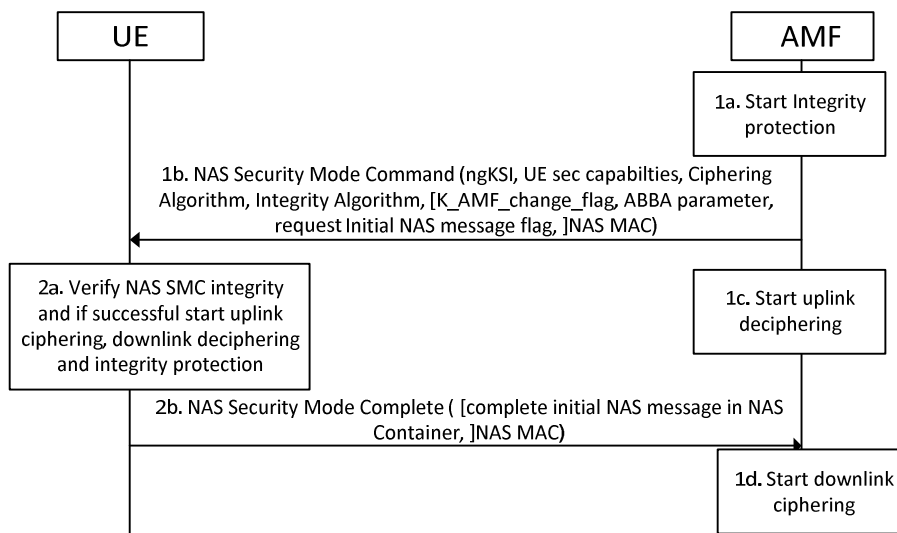 UE
AMF
1a. Start Integrity
protection
1b. NAS Security Mode Command (ngKSI, UE sec capabilties, Ciphering
Algorithm, Integrity Algorithm, [K_AMF_change_flag, ABBA parameter,
request Initial NAS message flag, ]NAS MAC)
2a. Verify NAS SMC integrity
and if successful start uplink
ciphering, downlink deciphering
and integrity protection
1c. Start uplink
deciphering
2b. NAS Security Mode Complete ( [complete initial NAS message in NAS
Container, ]NAS MAC)
1d. Start downlink
ciphering